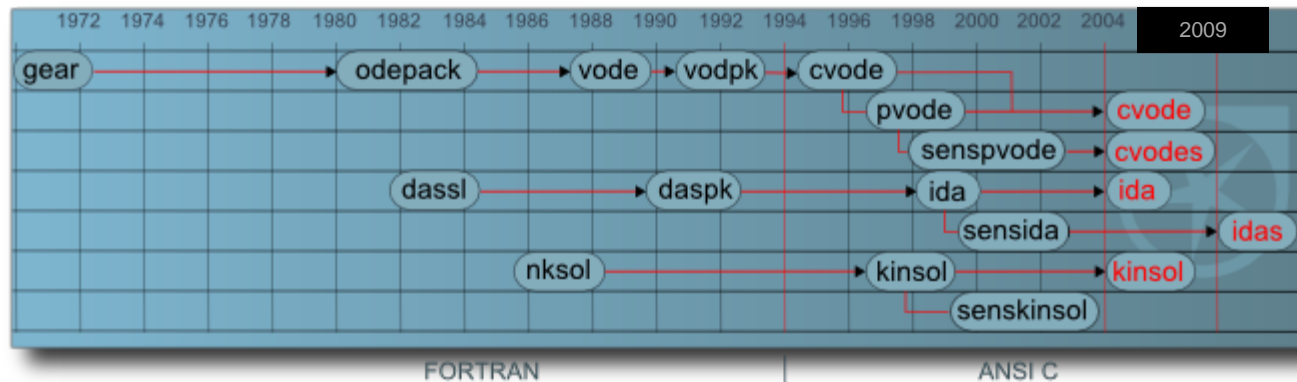 1972 1974 1976 1978 1980 1982 1984 1986 1988 1990 1992 1994 1996 1998 2000 2002 2004 2009
gear odepack vode vodpk cvode
pvode cvode
senspvode cvodes
dassl daspk ida ida
sensida idas
nksol kinsol kinsol
senskinsol
FORTRAN ANSI C